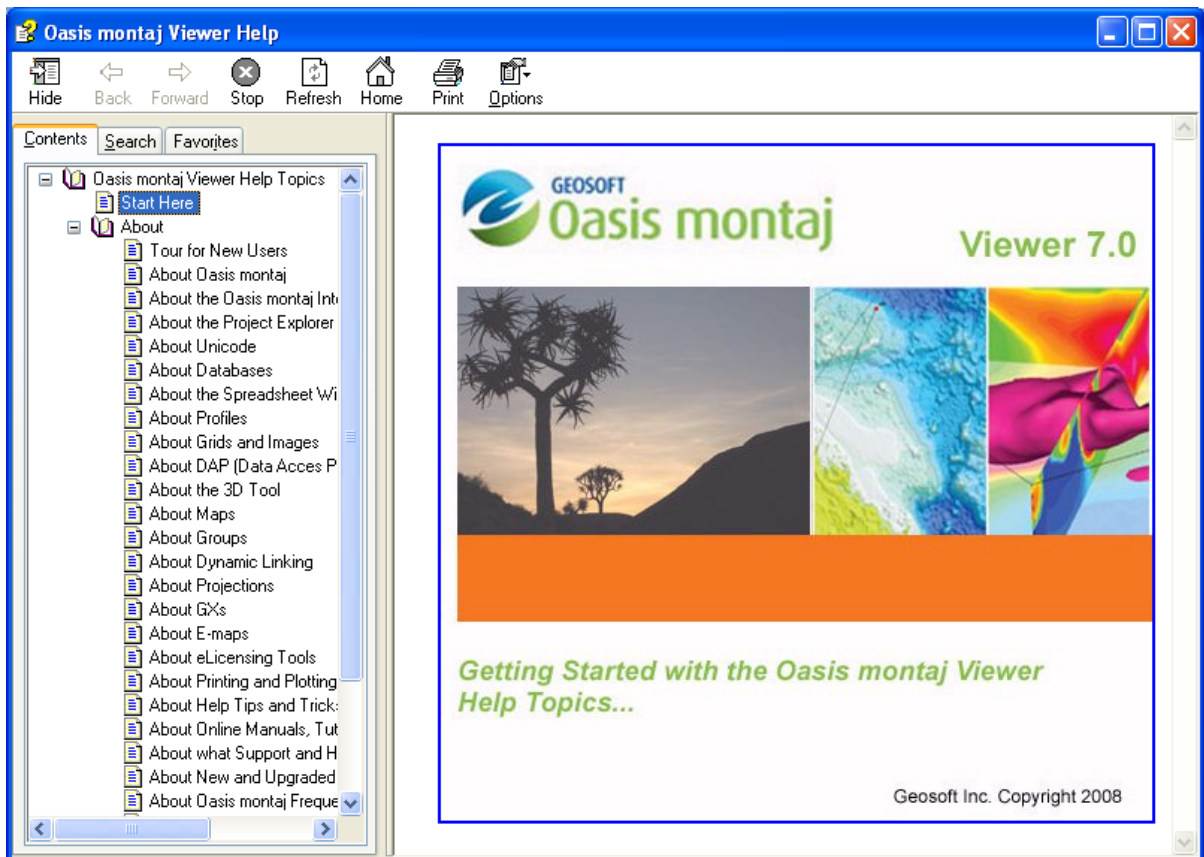 Oasis montaj Viewer Help
Hide Back Forward Stop Refresh Home Print Options
Contents Search Favorites
Oasis montaj Viewer Help Topics
Start Here
About
Tour for New Users
About Oasis montaj
About the Oasis montaj Int
About the Project Explorer
About Unicode
About Databases
About the Spreadsheet Wi
About Profiles
About Grids and Images
About DAP (Data Acces P
About the 3D Tool
About Maps
About Groups
About Dynamic Linking
About Projections
About GXs
About E-maps
About eLicensing Tools
About Printing and Plotting
About Help Tips and Trick
About Online Manuals, Tut
About what Support and H
About New and Upgraded
About Oasis montaj Freque
GEOSOFT
Oasis montaj
Viewer 7.0
Getting Started with the Oasis montaj Viewer
Help Topics...
Geosoft Inc. Copyright 2008